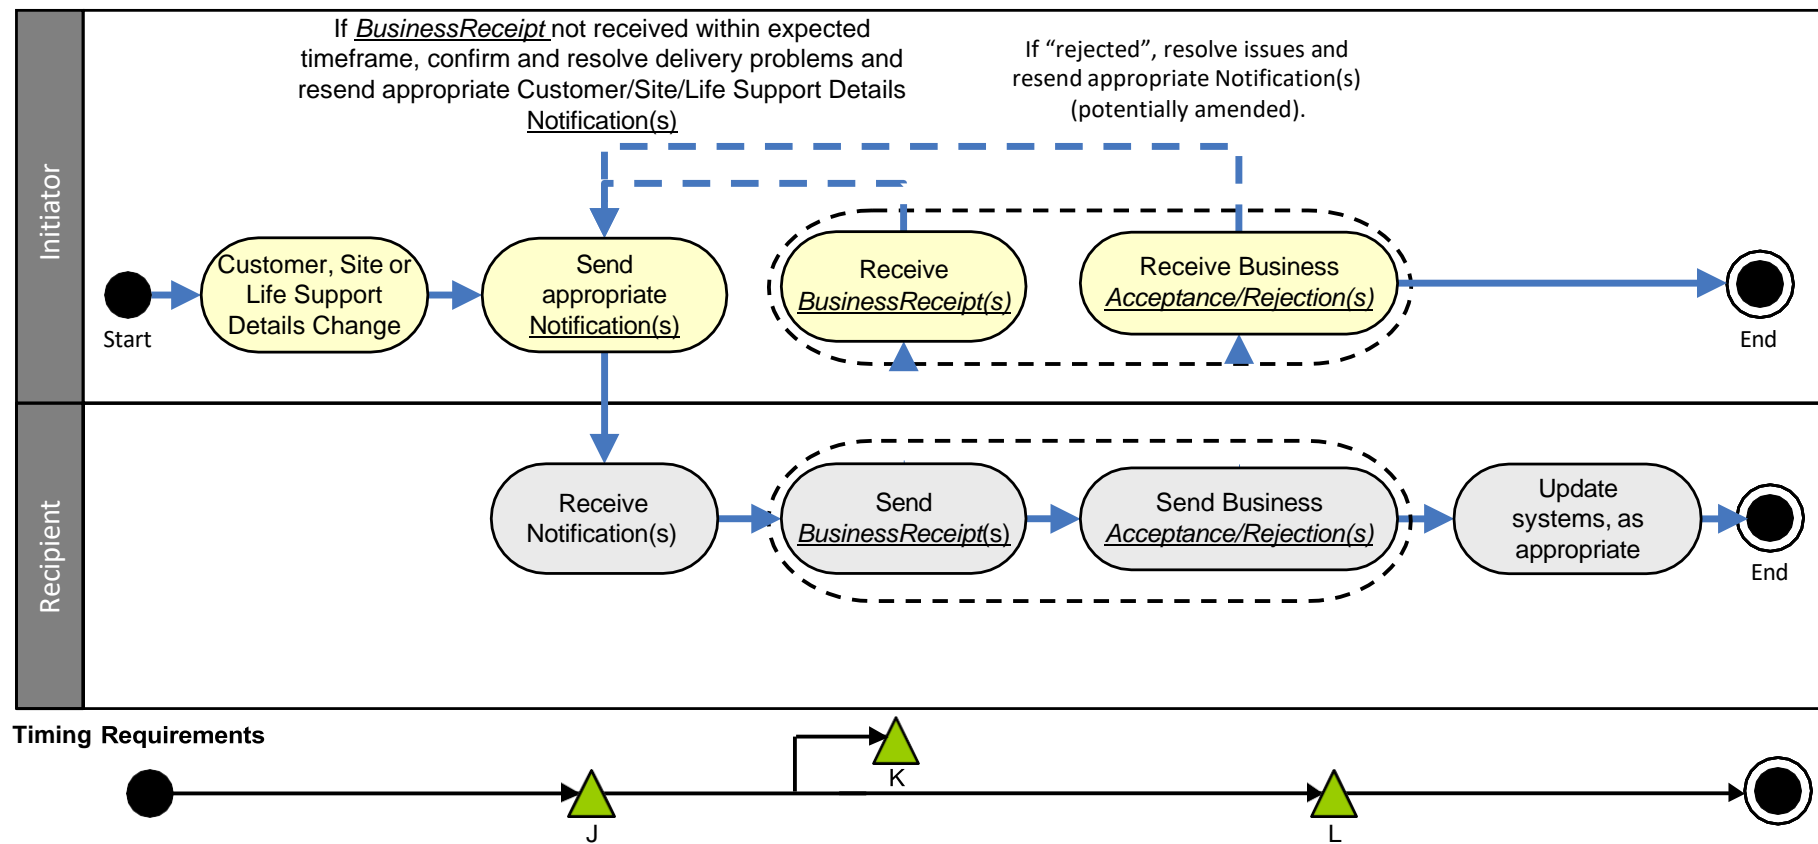 If BusinessReceipt not received within expected
timeframe, confirm and resolve delivery problems and
resend appropriate Customer/Site/Life Support Details
Notification(s)
If “rejected”, resolve issues and
resend appropriate Notification(s)
(potentially amended).
Initiator
Start
Customer, Site or
Life Support
Details Change
Send
appropriate
Notification(s)
Receive
BusinessReceipt(s)
Receive Business
Acceptance/Rejection(s)
End
Recipient
Receive
Notification(s)
Send
BusinessReceipt(s)
Send Business
Acceptance/Rejection(s)
Update
systems, as
appropriate
End
Timing Requirements
J
K
L